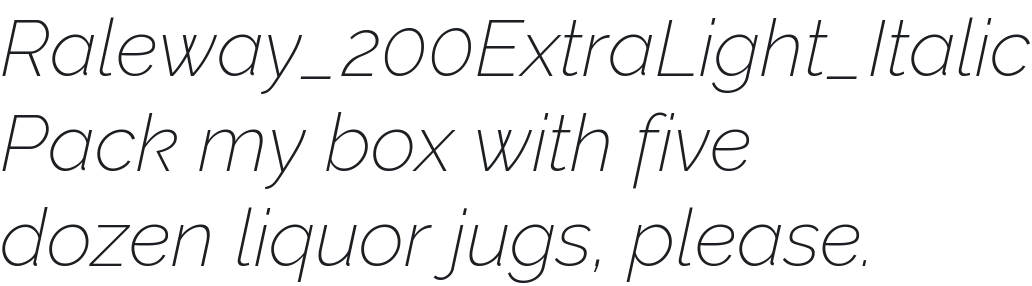 Raleway_200ExtraLight_Italic
Pack my box with five
dozen liquor jugs, please.